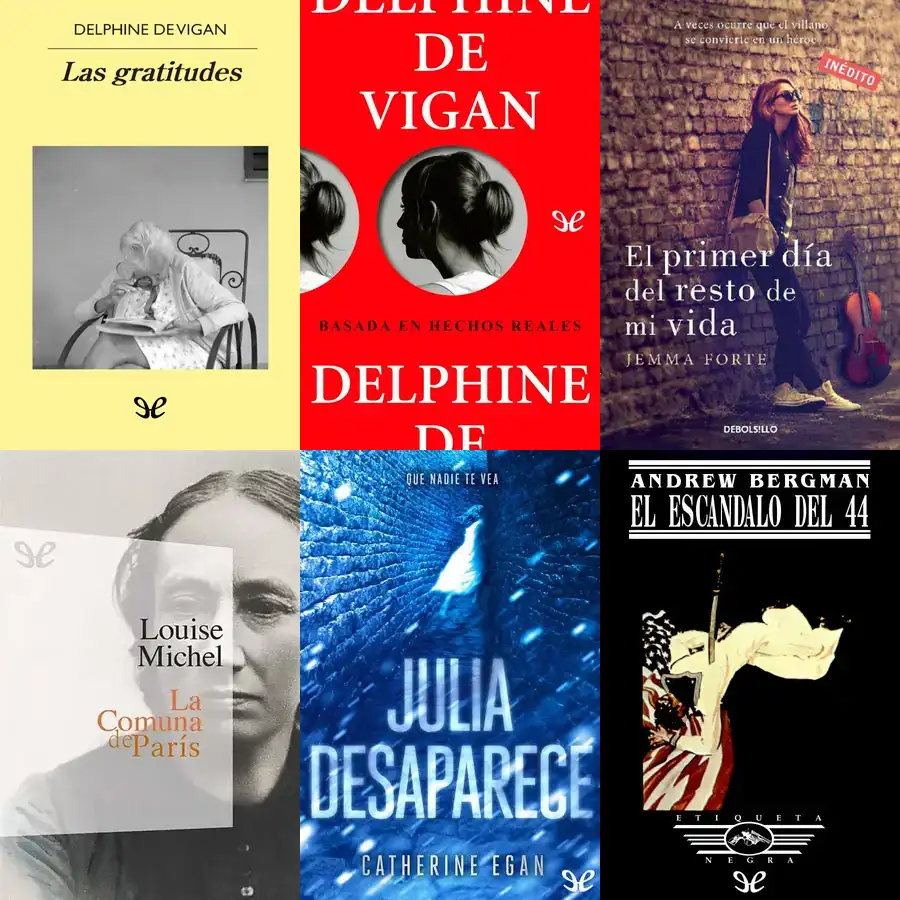 DELPHINE DE VIGAN
Las gratitudes
DELPHINE
DE
VIGAN
BASADA EN HECHOS REALES
DELPHINE
DE
A veces ocurre que el villano
se convierte en un héroe
INÉDITO
El primer día
del resto de
mi vida
JEMMA FORTE
DEBOLS!LLO
Louise
Michel
La
Comuna
de París
QUE NADIE TE VEA
JULIA
DESAPARECE
CATHERINE EGAN
ANDREW BERGMAN
EL ESCANDALO DEL 44
ETIQUETA
NEGRA